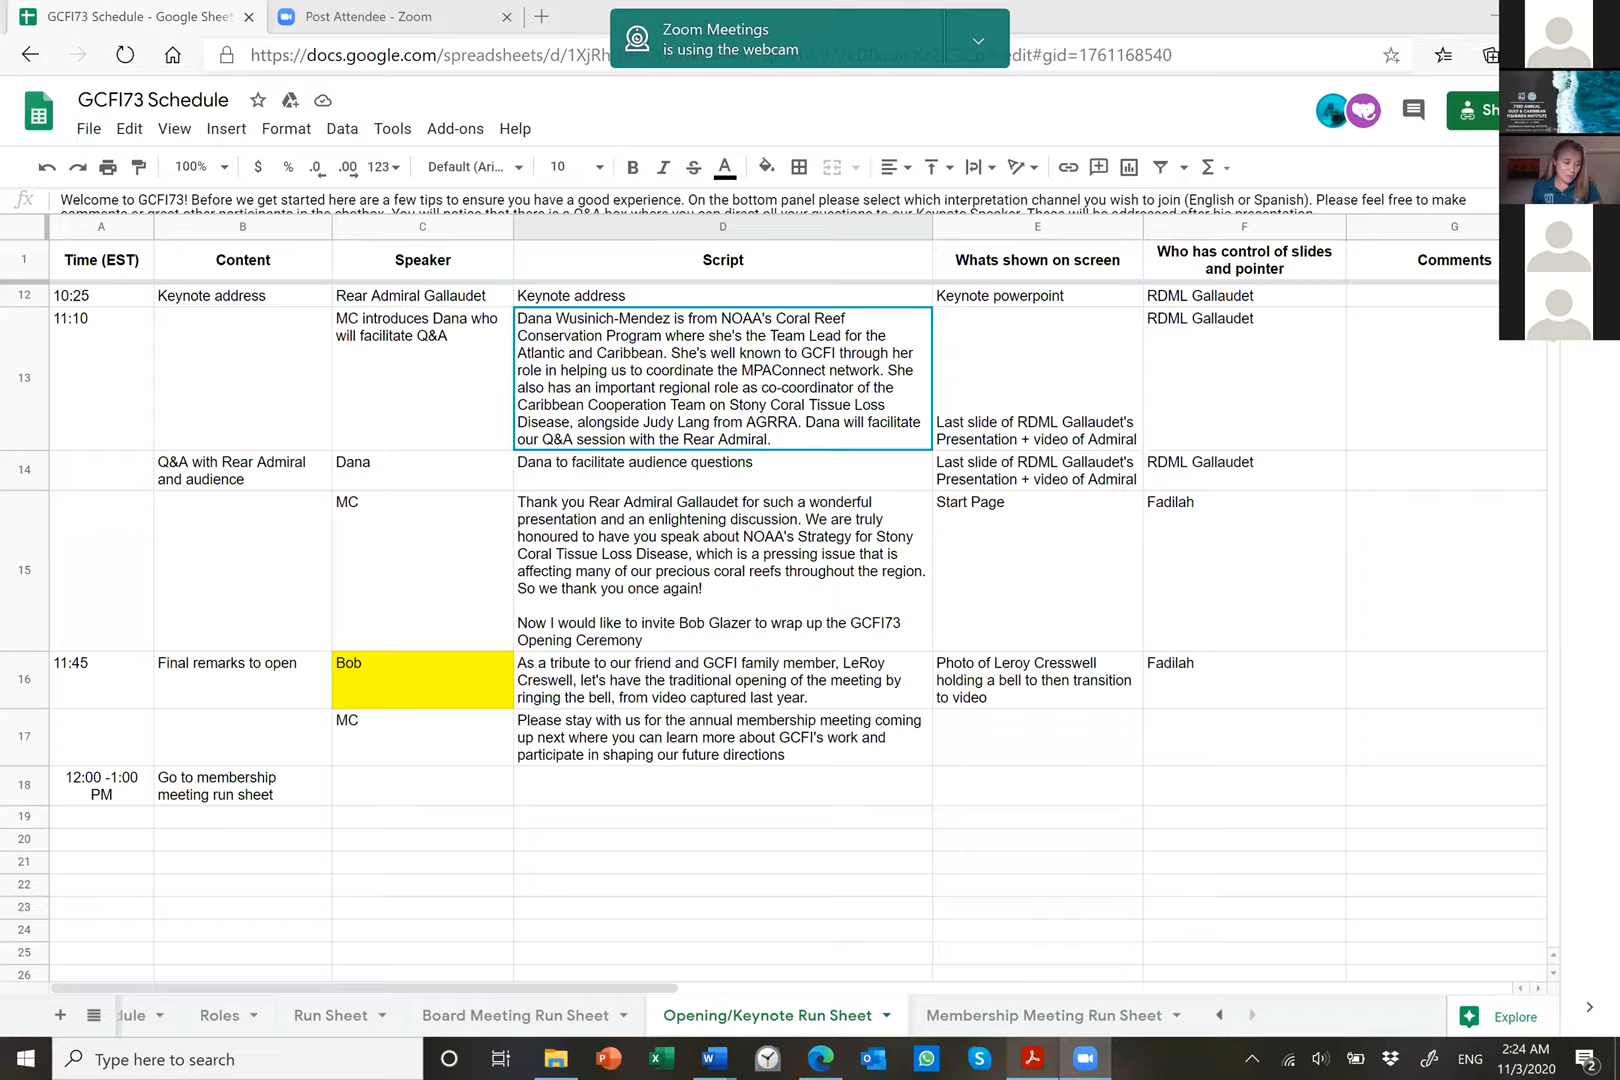 GCFI73 Schedule - Google Sheet
Post Attendee - Zoom
Zoom Meetings
is using the webcam
https://docs.google.com/spreadsheets/d/1XjRh
edit#gid=1761168540
GCFI73 Schedule
File Edit View Insert Format Data Tools Add-ons Help
Sh
100% $ % .0 .00 123 Default (Ari... 10 B I S A
fx Welcome to GCFI73! Before we get started here are a few tips to ensure you have a good experience. On the bottom panel please select which interpretation channel you wish to join (English or Spanish). Please feel free to make
A B C D E F G
1 Time (EST) Content Speaker Script Whats shown on screen Who has control of slides and pointer Comments
12 10:25 Keynote address Rear Admiral Gallaudet Keynote address Keynote powerpoint RDML Gallaudet
13 11:10
MC introduces Dana who
will facilitate Q&A
Dana Wusinich-Mendez is from NOAA's Coral Reef
Conservation Program where she's the Team Lead for the
Atlantic and Caribbean. She's well known to GCFI through her
role in helping us to coordinate the MPAConnect network. She
also has an important regional role as co-coordinator of the
Caribbean Cooperation Team on Stony Coral Tissue Loss
Disease, alongside Judy Lang from AGRRA. Dana will facilitate
our Q&A session with the Rear Admiral.
Last slide of RDML Gallaudet's
Presentation + video of Admiral
RDML Gallaudet
14
Q&A with Rear Admiral
and audience
Dana
Dana to facilitate audience questions
Last slide of RDML Gallaudet's
Presentation + video of Admiral
RDML Gallaudet
15
MC
Thank you Rear Admiral Gallaudet for such a wonderful
presentation and an enlightening discussion. We are truly
honoured to have you speak about NOAA's Strategy for Stony
Coral Tissue Loss Disease, which is a pressing issue that is
affecting many of our precious coral reefs throughout the region.
So we thank you once again!
Now I would like to invite Bob Glazer to wrap up the GCFI73
Opening Ceremony
Start Page
Fadilah
16 11:45
Final remarks to open
Bob
As a tribute to our friend and GCFI family member, LeRoy
Creswell, let's have the traditional opening of the meeting by
ringing the bell, from video captured last year.
Photo of Leroy Cresswell
holding a bell to then transition
to video
Fadilah
17
MC
Please stay with us for the annual membership meeting coming
up next where you can learn more about GCFI's work and
participate in shaping our future directions
18
12:00 -1:00
PM
Go to membership
meeting run sheet
19
20
21
22
23
24
25
26
dule Roles Run Sheet Board Meeting Run Sheet Opening/Keynote Run Sheet Membership Meeting Run Sheet Explore
Type here to search
ENG
2:24 AM
11/3/2020
2